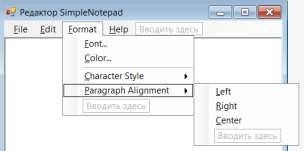 Редактор SimpleNotepad
File Edit Format Help Вводить здесь
Font...
Color...
Character Style
Paragraph Alignment
Вводить здесь
Left
Right
Center
Вводить здесь